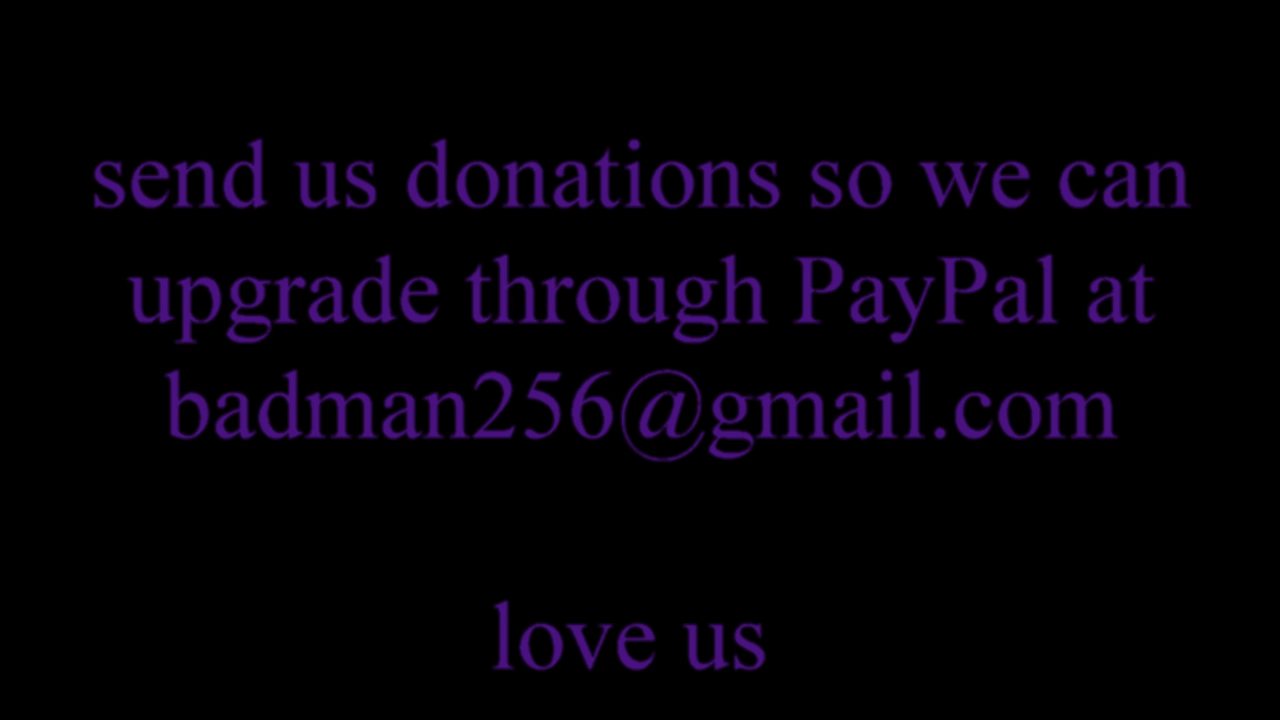 send us donations so we can
upgrade through PayPal at
badman256@gmail.com
love us